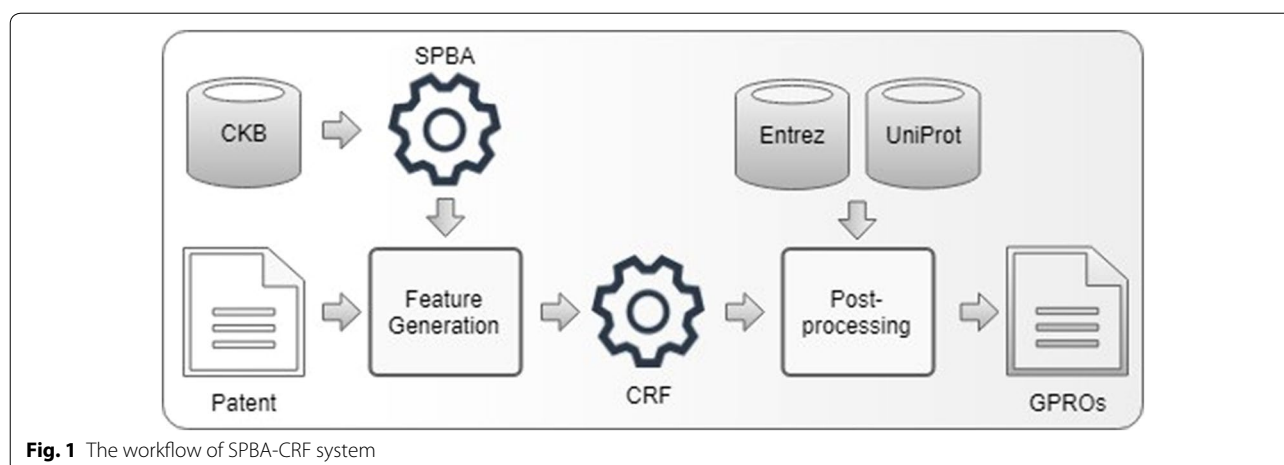 SPBA
CKB
Entrez
UniProt
Feature
Generation
Post-
processing
Patent
CRF
GPROs
Fig. 1 The workflow of SPBA-CRF system